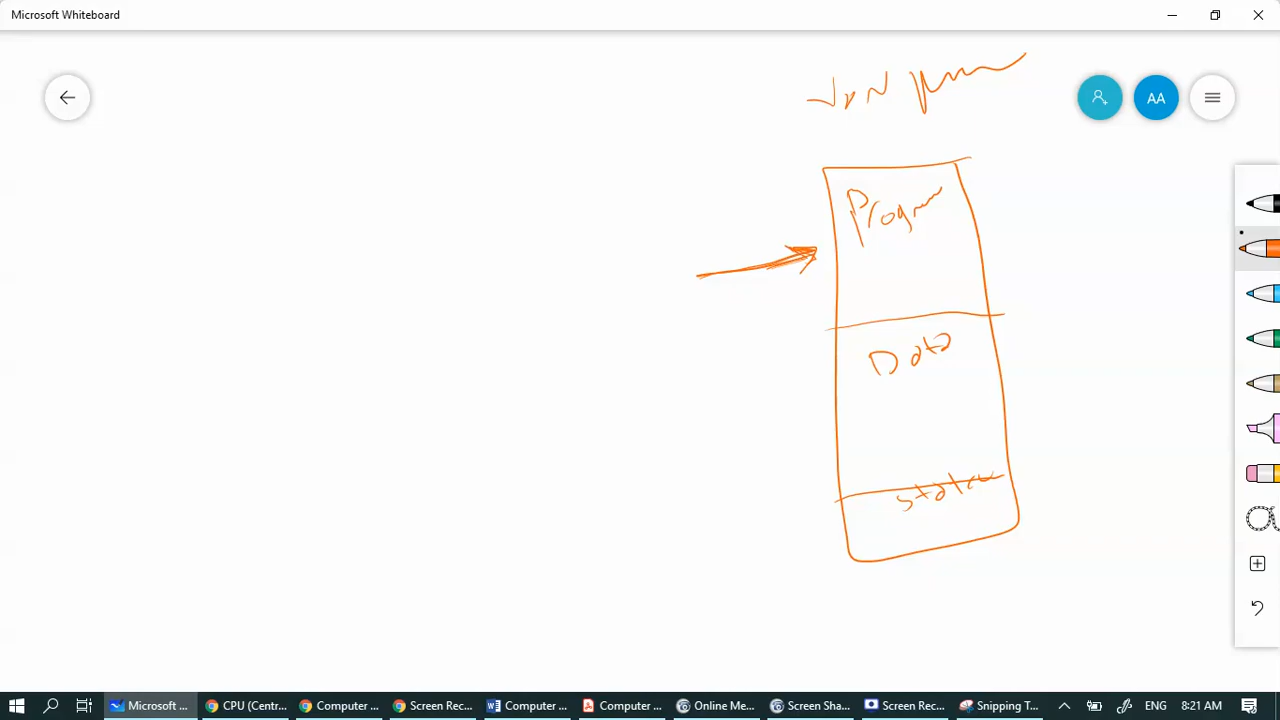 Microsoft Whiteboard
AA
Program
Data
Microsoft ...
CPU (Centr...
Computer ...
Screen Rec...
Computer ...
Computer ...
Online Me...
Screen Sha...
Screen Rec...
Snipping T...
ENG
8:21 AM